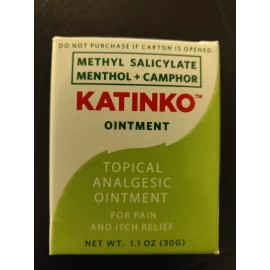 DO NOT PURCHASE IF CARTON IS OPENED.
METHYL SALICYLATE
MENTHOL + CAMPHOR
KATINKO™
OINTMENT
TOPICAL
ANALGESIC
OINTMENT
FOR PAIN
AND ITCH RELIEF
NET WT. 1.1 OZ (30G)